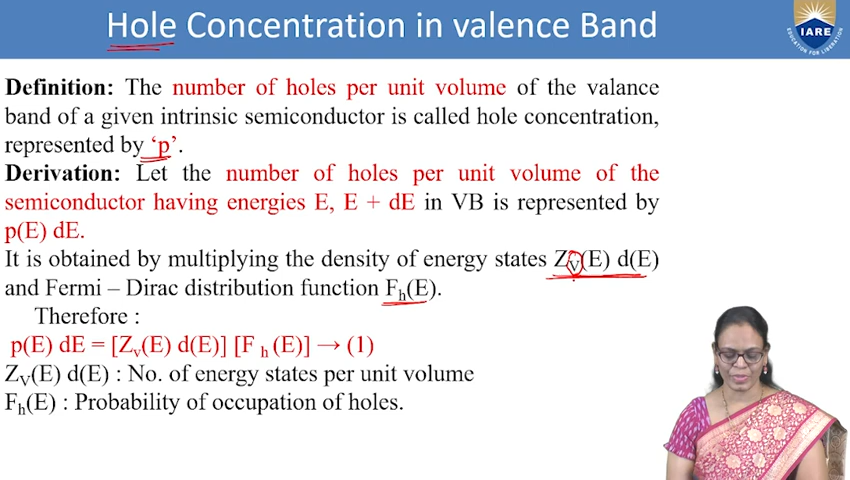 Hole Concentration in valence Band
IARE
EDUCATION FOR LIBERATION
Definition: The number of holes per unit volume of the valance
band of a given intrinsic semiconductor is called hole concentration,
represented by ‘p’.
Derivation: Let the number of holes per unit volume of the
semiconductor having energies E, E + dE in VB is represented by
p(E) dE.
It is obtained by multiplying the density of energy states Zv(E) d(E)
and Fermi – Dirac distribution function Fh(E).
Therefore :
p(E) dE = [Zv(E) d(E)] [F h (E)] → (1)
ZV(E) d(E) : No. of energy states per unit volume
Fh(E) : Probability of occupation of holes.